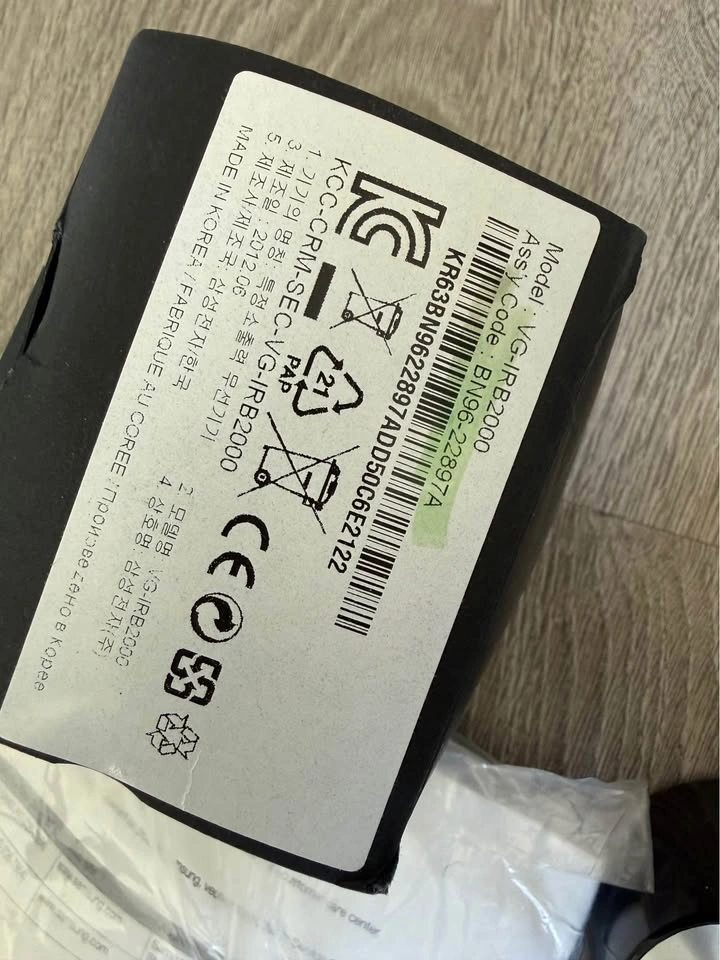 Model : VG-IRB2000
Ass'y Code : BN96-22897A
KR63BN9622897ADD50C6E2122
KCC-CRM-SEC-VG-IRB2000
1. 기기의 명칭: 특정소출력 무선기기
2. 모델명 VG-IRB2000
3. 제조일 : 2012.06
4. 상호명: 삼성전자(주)
5. 제조사/제조국: 삼성전자/한국
MADE IN KOREA / FABRIQUE AU COREE /Произведено в Корее
21
PAP
CE